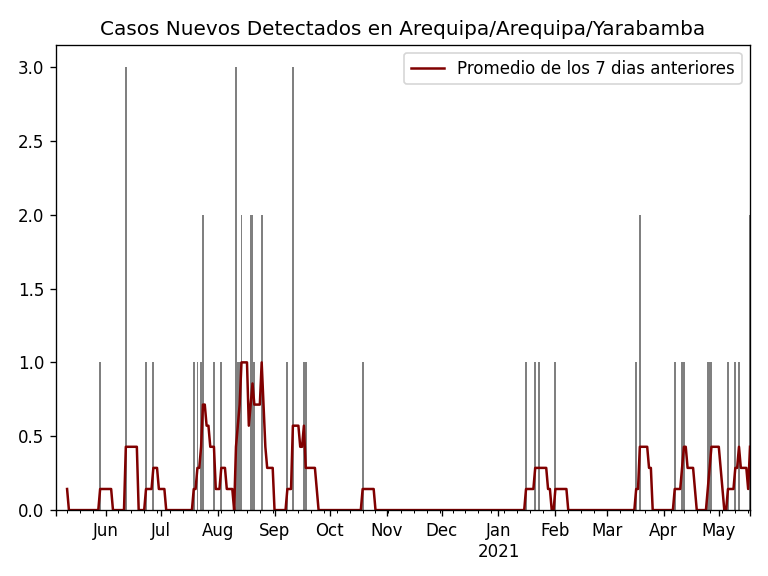 Casos Nuevos Detectados en Arequipa/Arequipa/Yarabamba
Promedio de los 7 dias anteriores
3.0
2.5
2.0
1.5
1.0
0.5
0.0
Jun Jul Aug Sep Oct Nov Dec Jan Feb Mar Apr May
2021